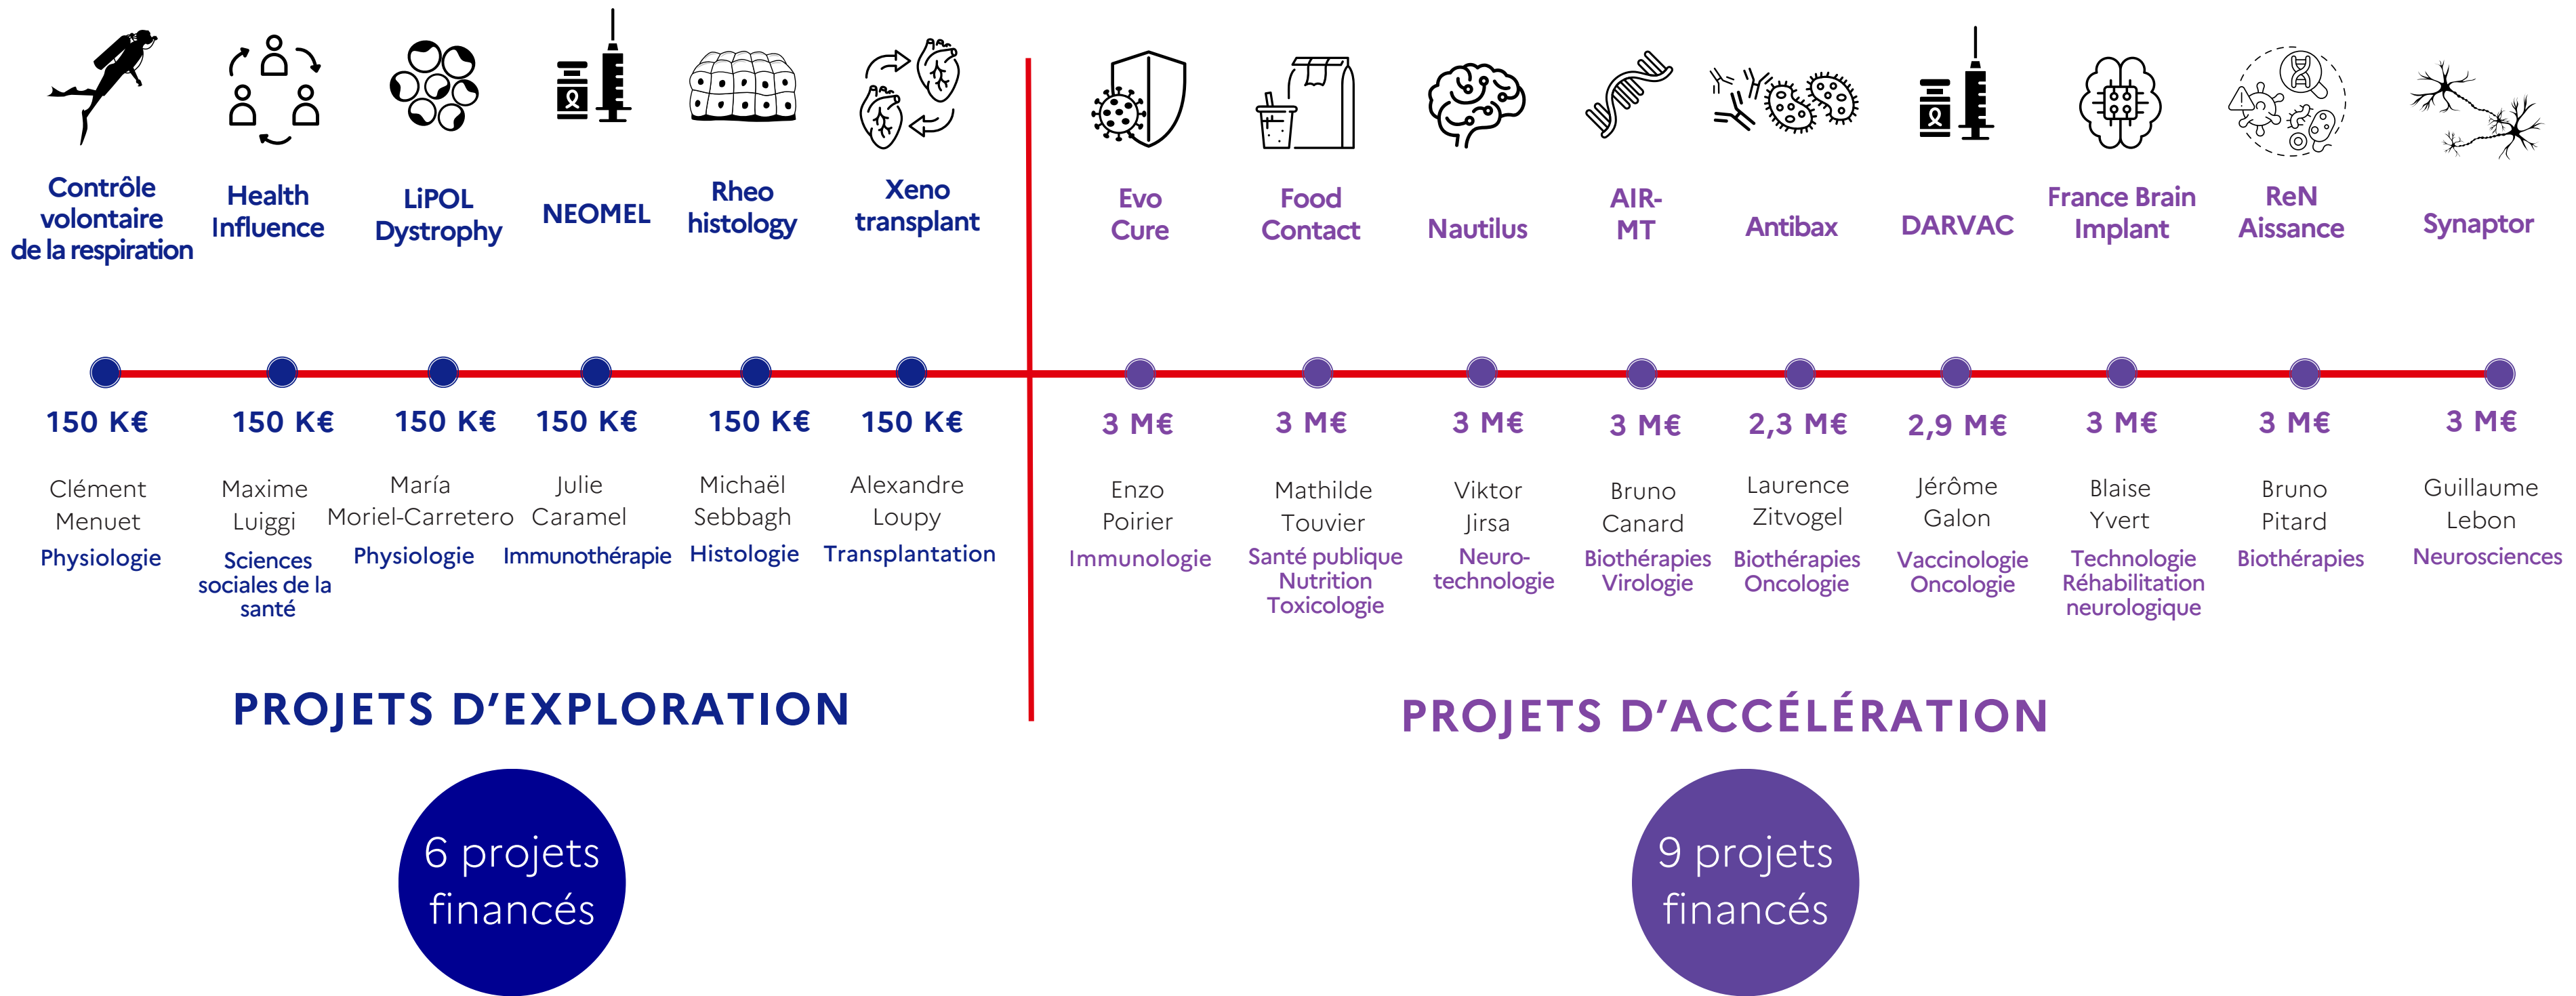 Contrôle
volontaire
de la respiration
Health
Influence
LiPOL
Dystrophy
NEOMEL
Rheo
histology
Xeno
transplant
Evo
Cure
Food
Contact
Nautilus
AIR-
MT
Antibax
DARVAC
France Brain
Implant
ReN
Aissance
Synaptor
150 K€
150 K€
150 K€
150 K€
150 K€
150 K€
3 M€
3 M€
3 M€
3 M€
2,3 M€
2,9 M€
3 M€
3 M€
3 M€
Clément
Menuet
Physiologie
Maxime
Luiggi
Sciences
sociales de la
santé
María
Moriel-Carretero
Physiologie
Julie
Caramel
Immunothérapie
Michaël
Sebbagh
Histologie
Alexandre
Loupy
Transplantation
Enzo
Poirier
Immunologie
Mathilde
Touvier
Santé publique
Nutrition
Toxicologie
Viktor
Jirsa
Neuro-
technologie
Bruno
Canard
Biothérapies
Virologie
Laurence
Zitvogel
Biothérapies
Oncologie
Jérôme
Galon
Vaccinologie
Oncologie
Blaise
Yvert
Technologie
Réhabilitation
neurologique
Bruno
Pitard
Biothérapies
Guillaume
Lebon
Neurosciences
PROJETS D’EXPLORATION
PROJETS D’ACCÉLÉRATION
6 projets
financés
9 projets
financés